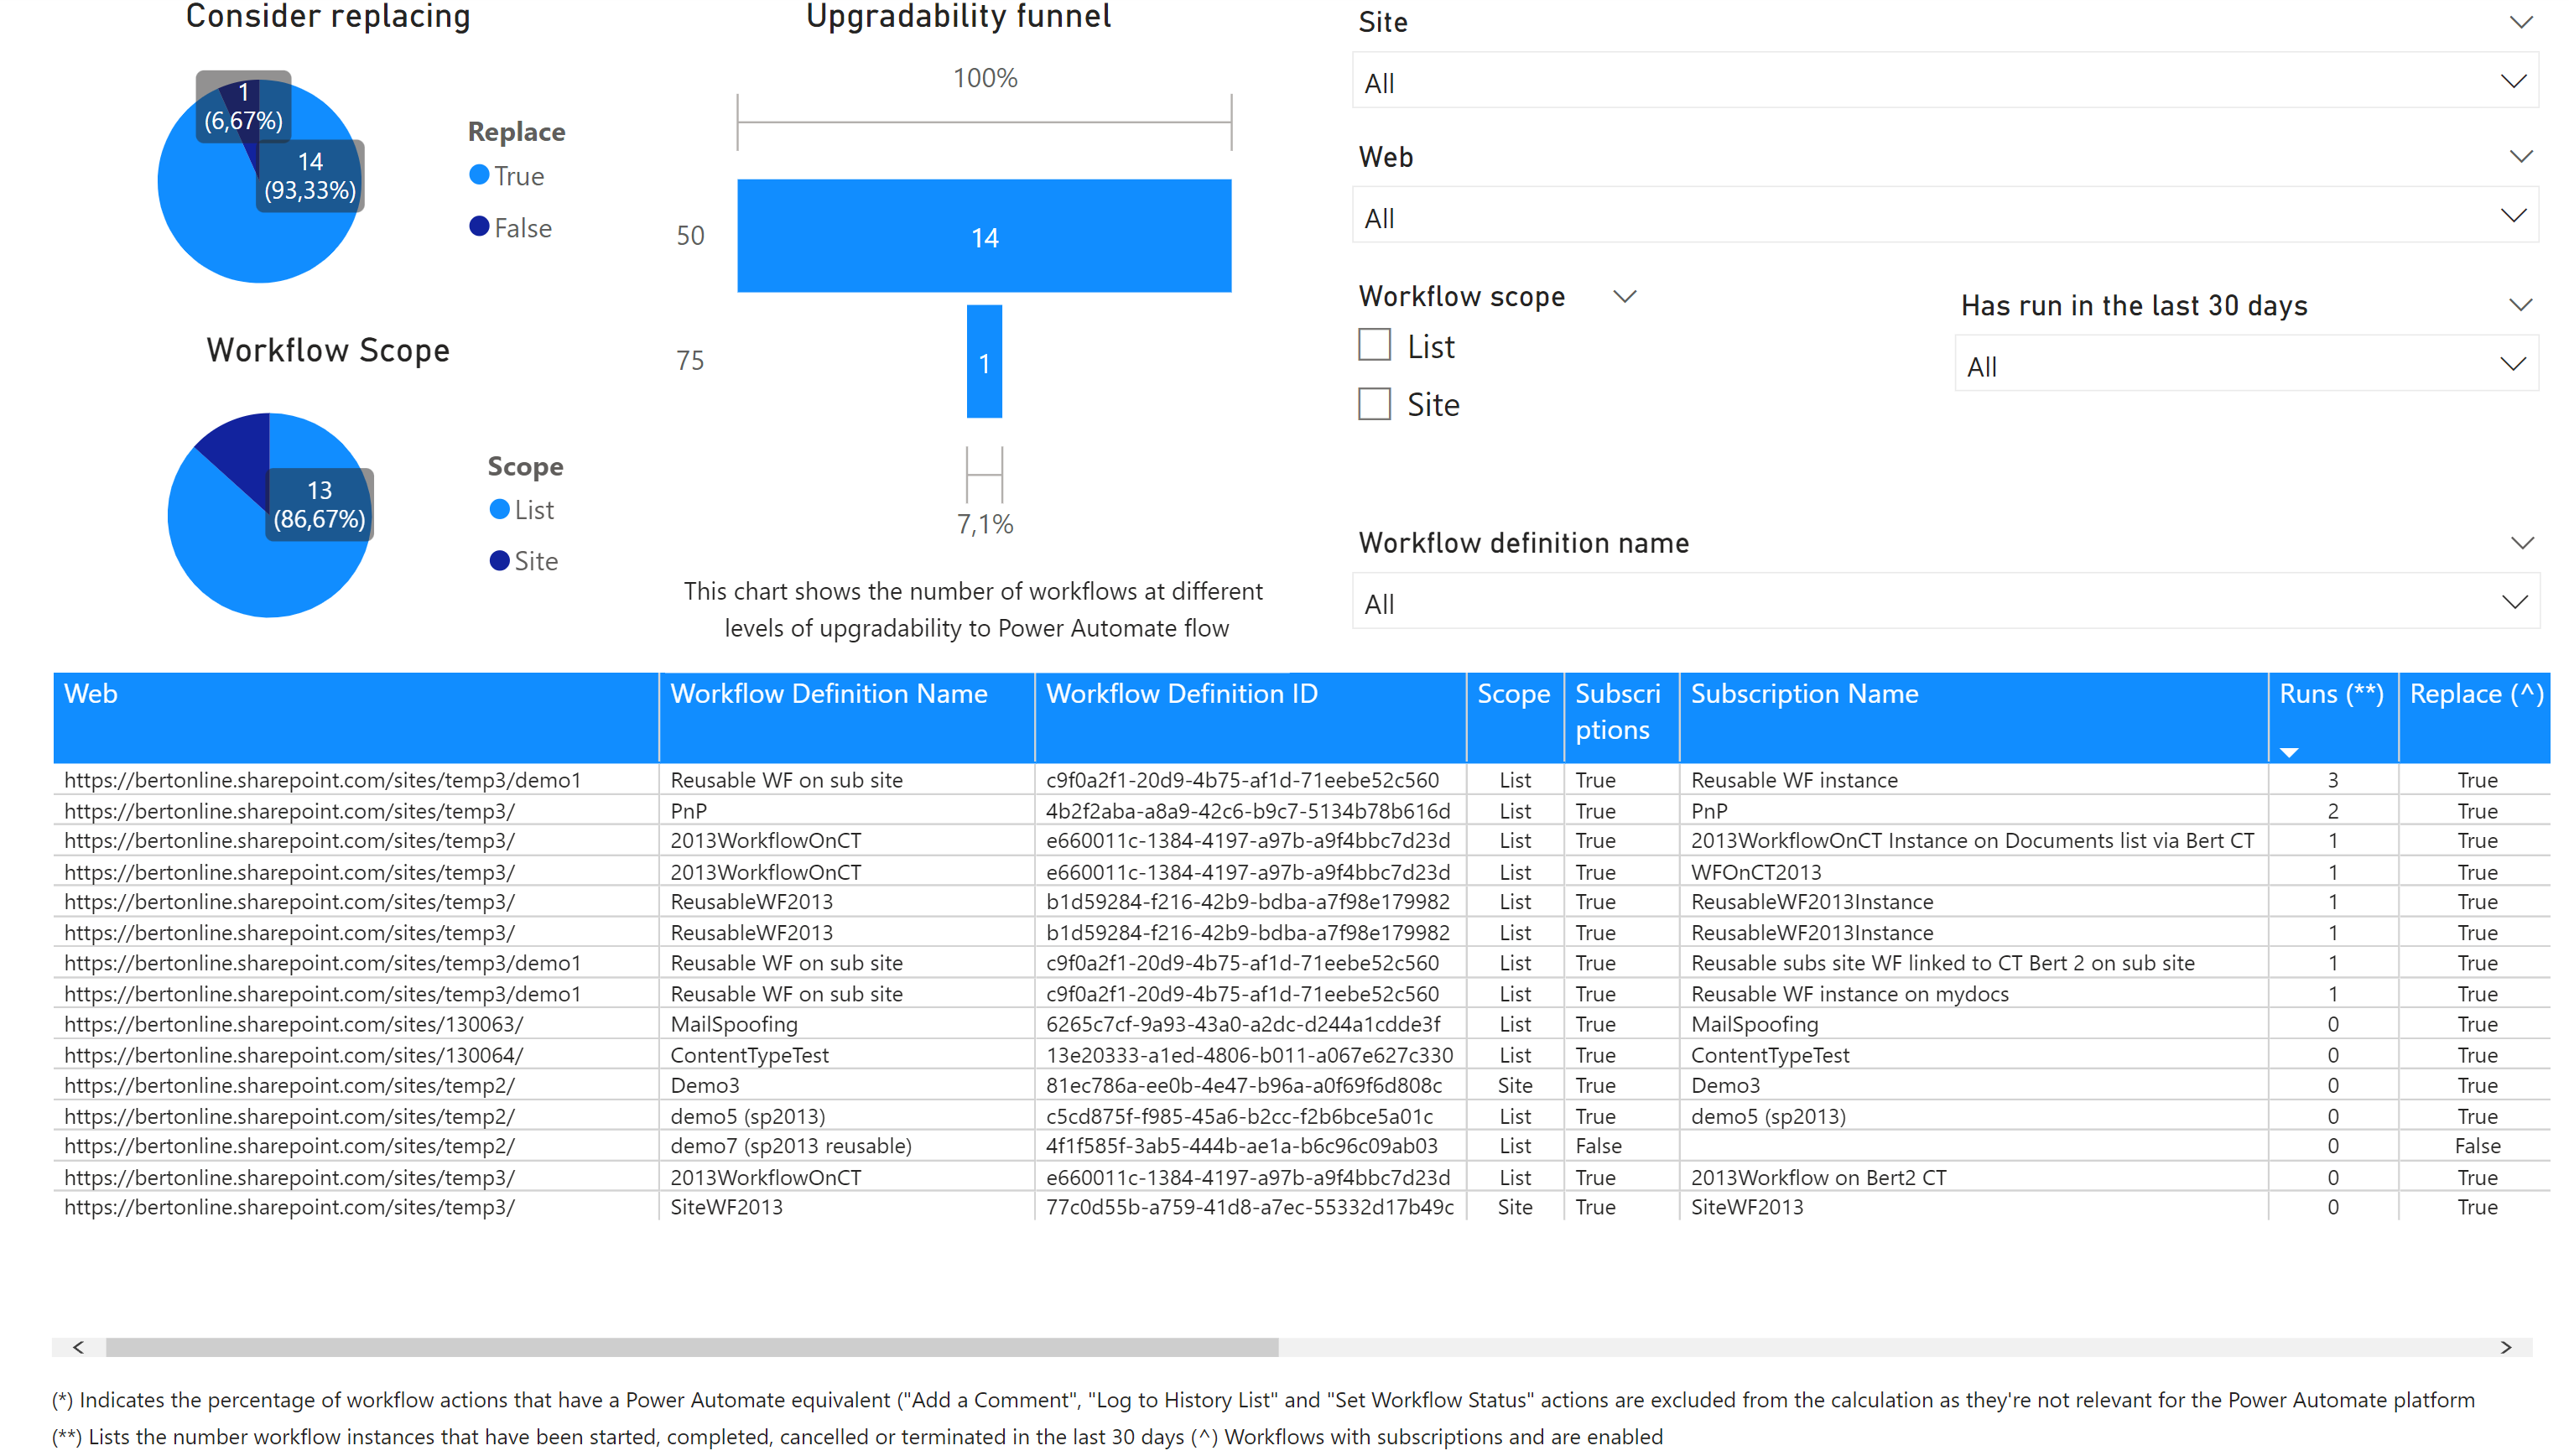 Consider replacing
1
(6,67%)
14
(93,33%)
Replace
True
False
Workflow Scope
13
(86,67%)
Scope
List
Site
Upgradability funnel
100%
50
14
75
1
7,1%
This chart shows the number of workflows at different
levels of upgradability to Power Automate flow
Site
All
Web
All
Workflow scope
List
Site
Has run in the last 30 days
All
Workflow definition name
All
Web Workflow Definition Name Workflow Definition ID Scope Subscri Subscription Name Runs (**) Replace (^)
ptions
https://bertonline.sharepoint.com/sites/temp3/demo1 Reusable WF on sub site c9f0a2f1-20d9-4b75-af1d-71eebe52c560 List True Reusable WF instance 3 True
https://bertonline.sharepoint.com/sites/temp3/ PnP 4b2f2aba-a8a9-42c6-b9c7-5134b78b616d List True PnP 2 True
https://bertonline.sharepoint.com/sites/temp3/ 2013WorkflowOnCT e660011c-1384-4197-a97b-a9f4bbc7d23d List True 2013WorkflowOnCT Instance on Documents list via Bert CT 1 True
https://bertonline.sharepoint.com/sites/temp3/ 2013WorkflowOnCT e660011c-1384-4197-a97b-a9f4bbc7d23d List True WFOnCT2013 1 True
https://bertonline.sharepoint.com/sites/temp3/ ReusableWF2013 b1d59284-f216-42b9-bdba-a7f98e179982 List True ReusableWF2013Instance 1 True
https://bertonline.sharepoint.com/sites/temp3/ ReusableWF2013 b1d59284-f216-42b9-bdba-a7f98e179982 List True ReusableWF2013Instance 1 True
https://bertonline.sharepoint.com/sites/temp3/demo1 Reusable WF on sub site c9f0a2f1-20d9-4b75-af1d-71eebe52c560 List True Reusable subs site WF linked to CT Bert 2 on sub site 1 True
https://bertonline.sharepoint.com/sites/temp3/demo1 Reusable WF on sub site c9f0a2f1-20d9-4b75-af1d-71eebe52c560 List True Reusable WF instance on mydocs 1 True
https://bertonline.sharepoint.com/sites/130063/ MailSpoofing 6265c7cf-9a93-43a0-a2dc-d244a1cdde3f List True MailSpoofing 0 True
https://bertonline.sharepoint.com/sites/130064/ ContentTypeTest 13e20333-a1ed-4806-b011-a067e627c330 List True ContentTypeTest 0 True
https://bertonline.sharepoint.com/sites/temp2/ Demo3 81ec786a-ee0b-4e47-b96a-a0f69f6d808c Site True Demo3 0 True
https://bertonline.sharepoint.com/sites/temp2/ demo5 (sp2013) c5cd875f-f985-45a6-b2cc-f2b6bce5a01c List True demo5 (sp2013) 0 True
https://bertonline.sharepoint.com/sites/temp2/ demo7 (sp2013 reusable) 4f1f585f-3ab5-444b-ae1a-b6c96c09ab03 List False 0 False
https://bertonline.sharepoint.com/sites/temp3/ 2013WorkflowOnCT e660011c-1384-4197-a97b-a9f4bbc7d23d List True 2013Workflow on Bert2 CT 0 True
https://bertonline.sharepoint.com/sites/temp3/ SiteWF2013 77c0d55b-a759-41d8-a7ec-55332d17b49c Site True SiteWF2013 0 True
(*) Indicates the percentage of workflow actions that have a Power Automate equivalent ("Add a Comment", "Log to History List" and "Set Workflow Status" actions are excluded from the calculation as they're not relevant for the Power Automate platform
(**) Lists the number workflow instances that have been started, completed, cancelled or terminated in the last 30 days (^) Workflows with subscriptions and are enabled